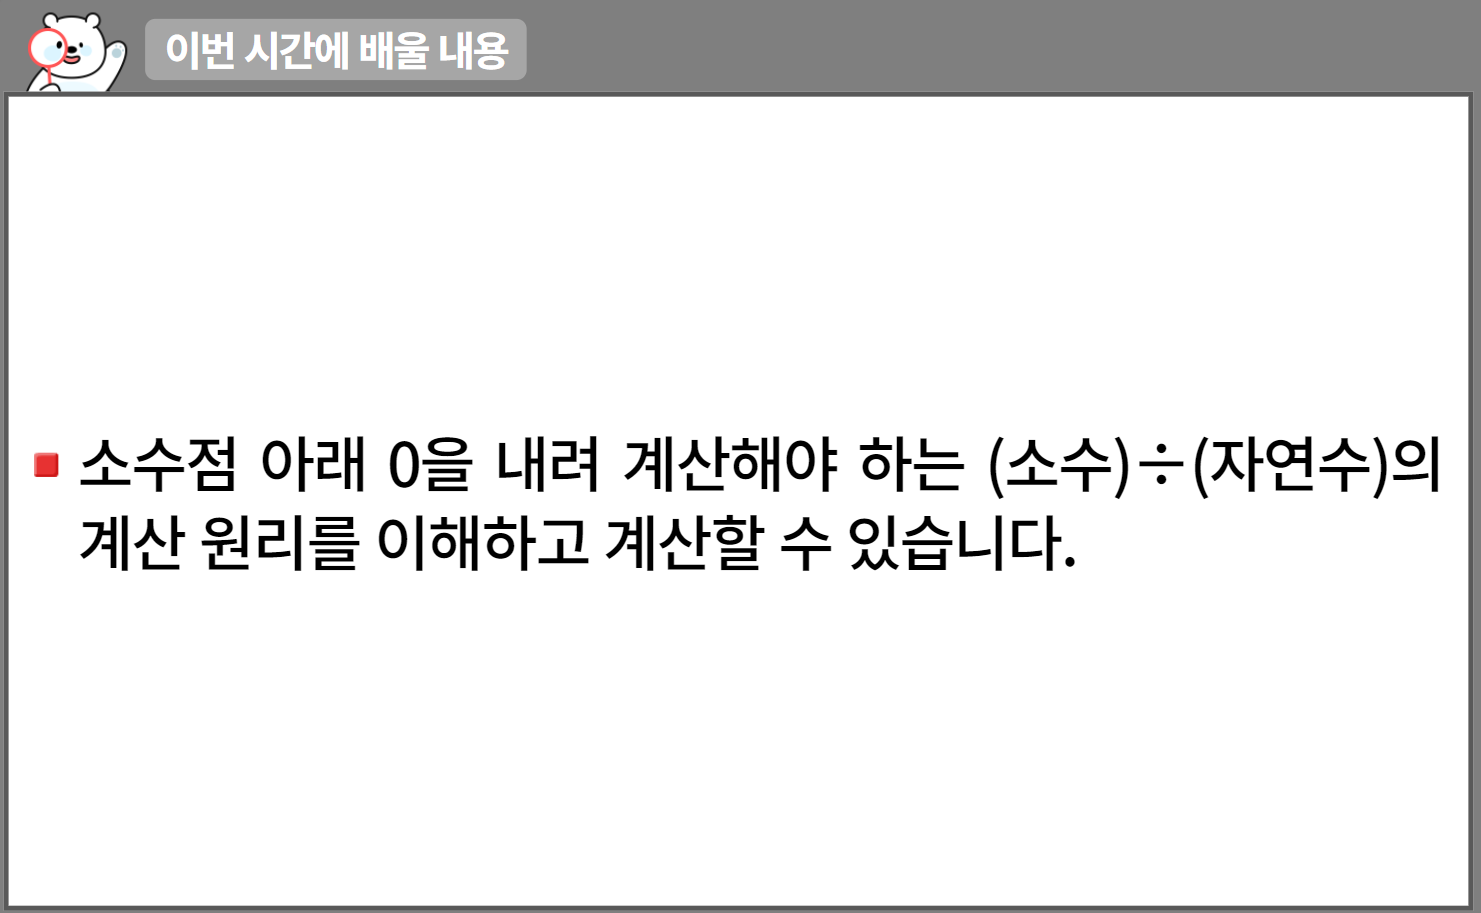 이번 시간에 배울 내용
소수점 아래 0을 내려 계산해야 하는 (소수)÷(자연수)의
계산 원리를 이해하고 계산할 수 있습니다.